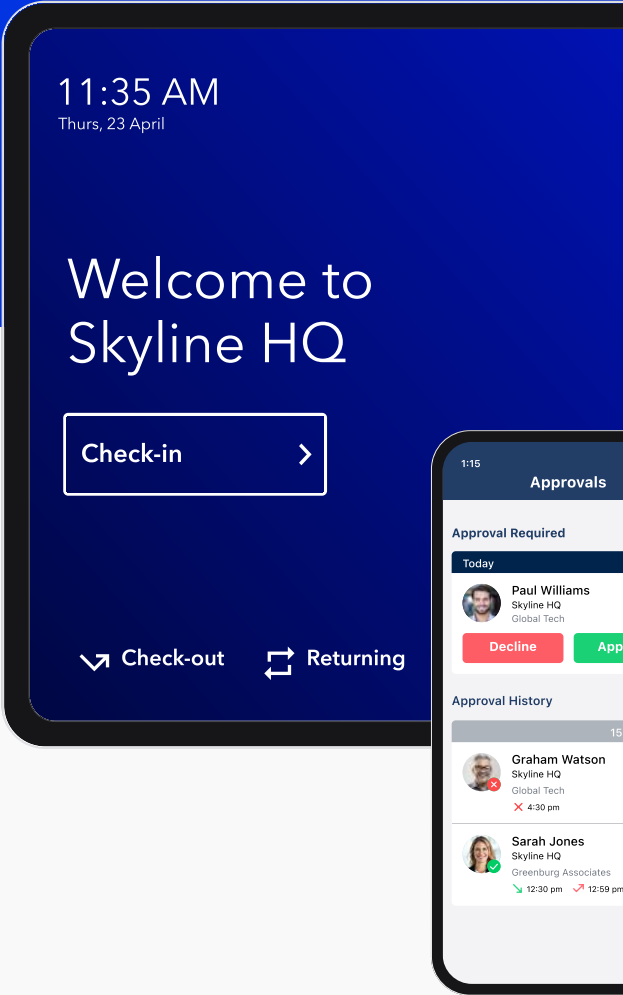 11:35 AM
Thurs, 23 April
Welcome to
Skyline HQ
Check-in
Check-out
Returning
1:15
Approvals
Approval Required
Today
Paul Williams
Skyline HQ
Global Tech
Decline
App
Approval History
15
Graham Watson
Skyline HQ
Global Tech
4:30 pm
Sarah Jones
Skyline HQ
Greenburg Associates
12:30 pm 12:59 pm